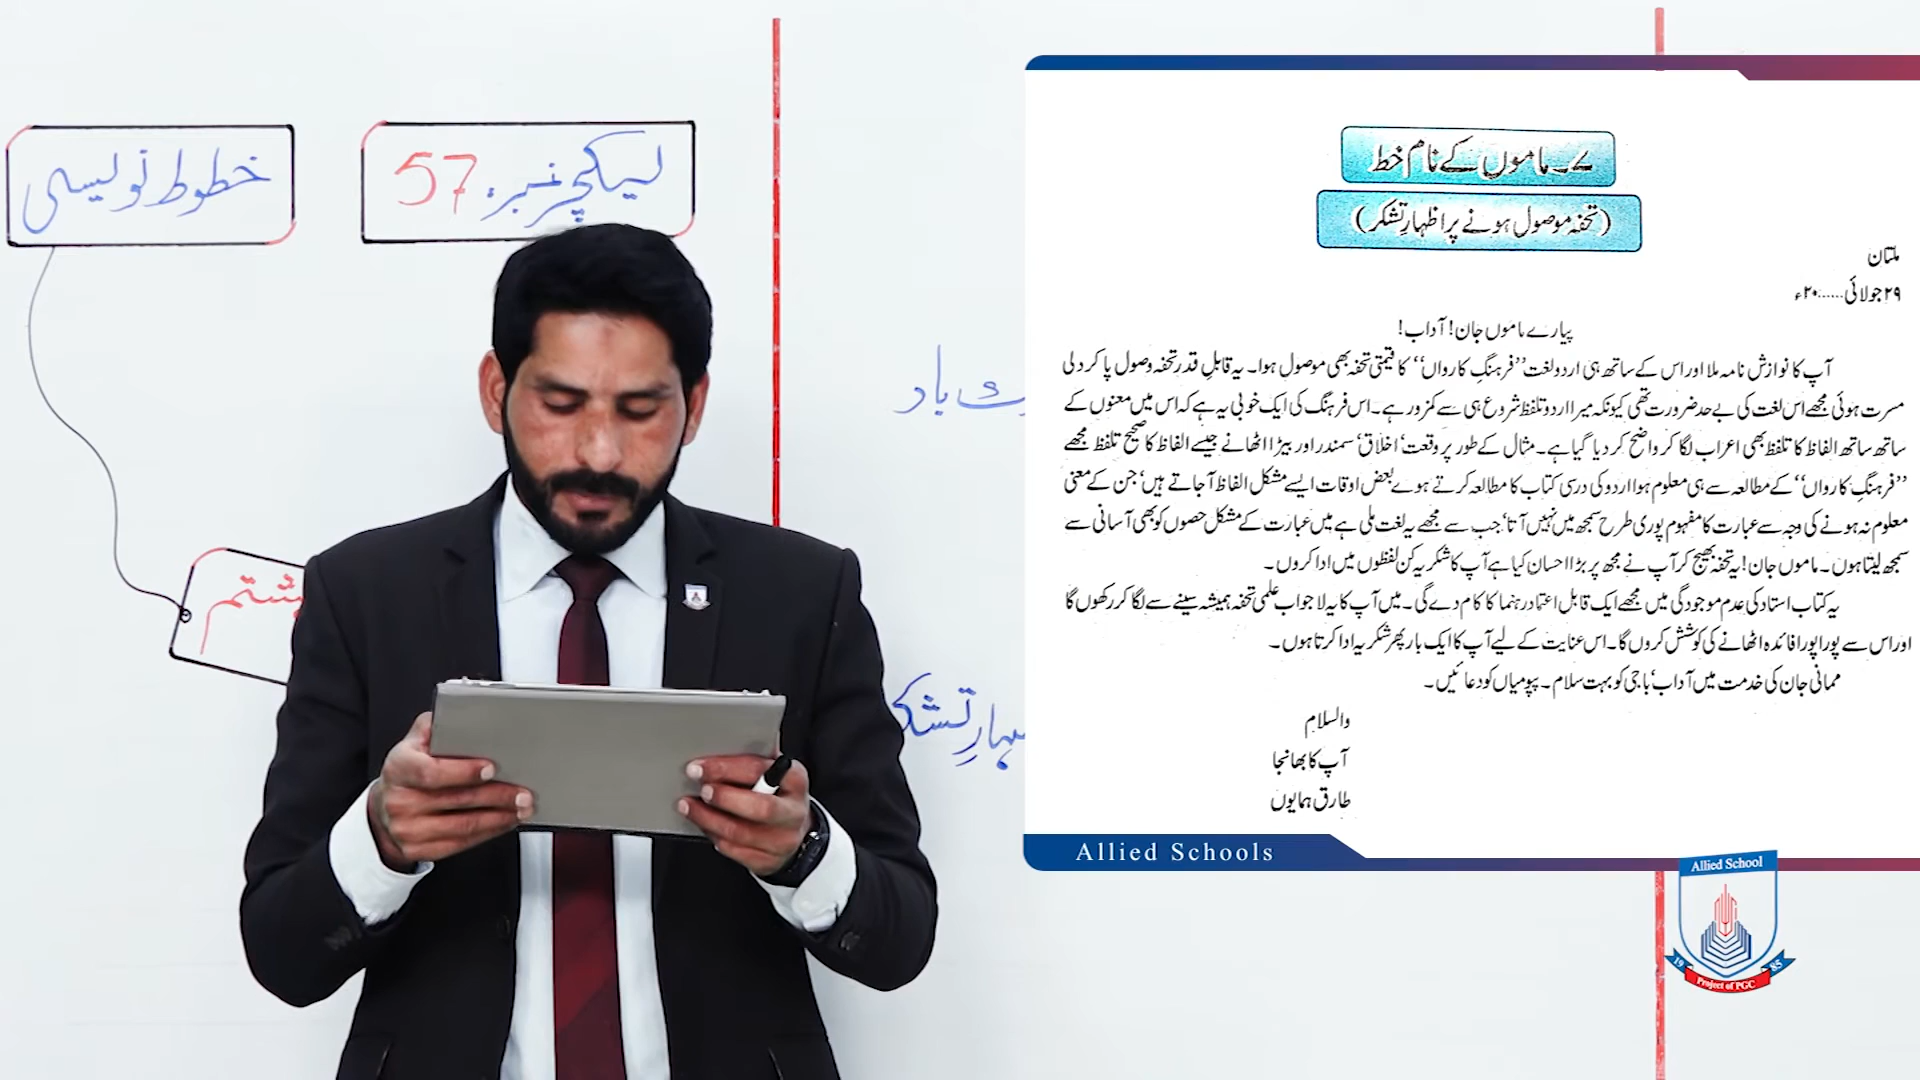 خطوط نویسی
لیکچر نمبر: 57
ہشتم
باد
اظہارِ تشکر
۷۔ ماموں کے نام خط
(تحفہ موصول ہونے پر اظہارِ تشکر)
ملتان
۲۹ جولائی......۲۰ء
پیارے ماموں جان! آداب!
آپ کا نوازش نامہ ملا اور اس کے ساتھ ہی اردو لغت ’’فرہنگِ کارواں‘‘ کا قیمتی تحفہ بھی موصول ہوا۔ یہ قابلِ قدر تحفہ وصول پا کر دلی
مسرت ہوئی مجھے اس لغت کی بے حد ضرورت تھی کیونکہ میرا اردو تلفظ شروع ہی سے کمزور ہے۔ اس فرہنگ کی ایک خوبی یہ ہے کہ اس میں معنوں کے
ساتھ ساتھ الفاظ کا تلفظ بھی اعراب لگا کر واضح کر دیا گیا ہے۔ مثال کے طور پر وقعت‘ اخلاق‘ سمندر اور بیڑا اٹھانے جیسے الفاظ کا صحیح تلفظ مجھے
’’فرہنگِ کارواں‘‘ کے مطالعہ سے ہی معلوم ہوا اردو کی درسی کتاب کا مطالعہ کرتے ہوے بعض اوقات ایسے مشکل الفاظ آ جاتے ہیں‘ جن کے معنی
معلوم نہ ہونے کی وجہ سے عبارت کا مفہوم پوری طرح سمجھ میں نہیں آتا‘ جب سے مجھے یہ لغت ملی ہے میں عبارت کے مشکل حصوں کو بھی آسانی سے
سمجھ لیتا ہوں۔ ماموں جان! یہ تحفہ بھیج کر آپ نے مجھ پر بڑا احسان کیا ہے آپ کا شکریہ کن لفظوں میں ادا کروں۔
یہ کتاب استاد کی عدم موجودگی میں مجھے ایک قابل اعتماد رہنما کا کام دے گی۔ میں آپ کا یہ لاجواب علمی تحفہ ہمیشہ سینے سے لگا کر رکھوں گا
اور اس سے پورا پورا فائدہ اٹھانے کی کوشش کروں گا۔ اس عنایت کے لیے آپ کا ایک بار پھر شکریہ ادا کرتا ہوں۔
ممانی جان کی خدمت میں آداب‘ باجی کو بہت سلام۔ پپو میاں کو دعائیں۔
والسلام
آپ کا بھانجا
طارق ہمایوں
Allied Schools
Allied School
19 85
Project of PGC